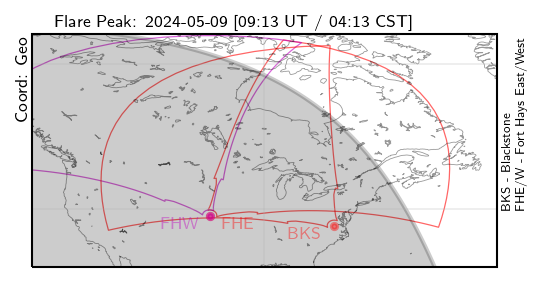 Flare Peak: 2024-05-09 [09:13 UT / 04:13 CST]
Coord: Geo
FHW
FHE
BKS
BKS - Blackstone
FHE/W - Fort Hays East/West